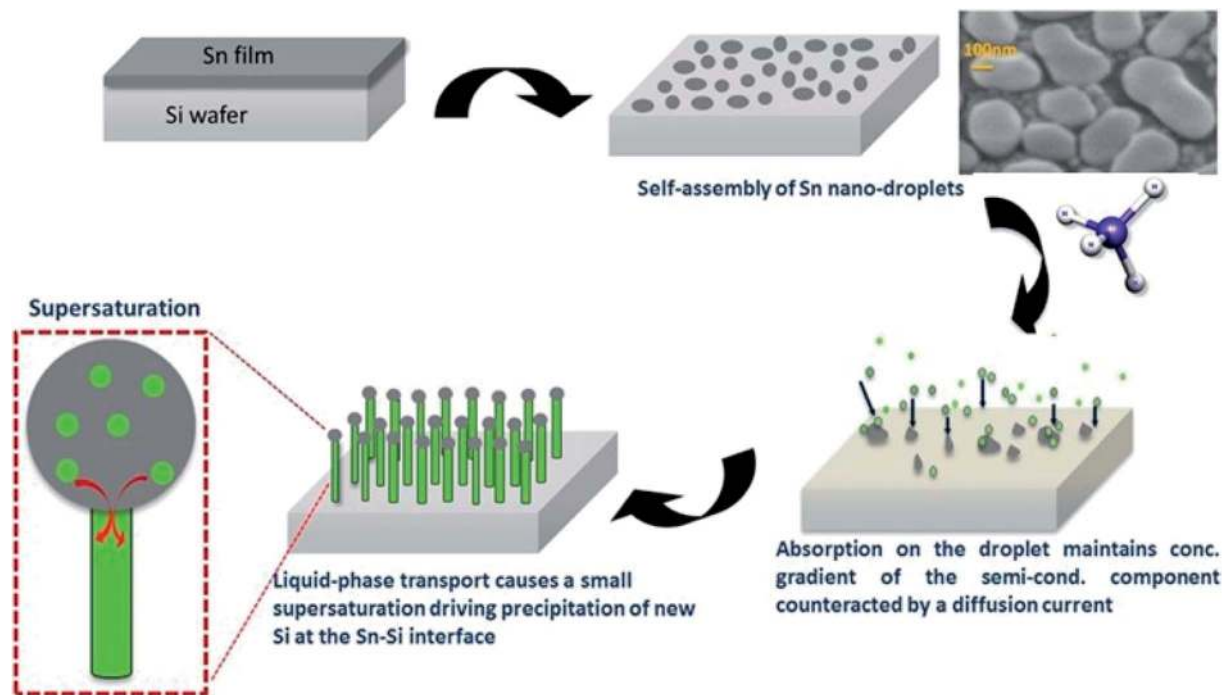 Sn film
Si wafer
100nm
Self-assembly of Sn nano-droplets
Supersaturation
Liquid-phase transport causes a small
supersaturation driving precipitation of new
Si at the Sn-Si interface
Absorption on the droplet maintains conc.
gradient of the semi-cond. component
counteracted by a diffusion current